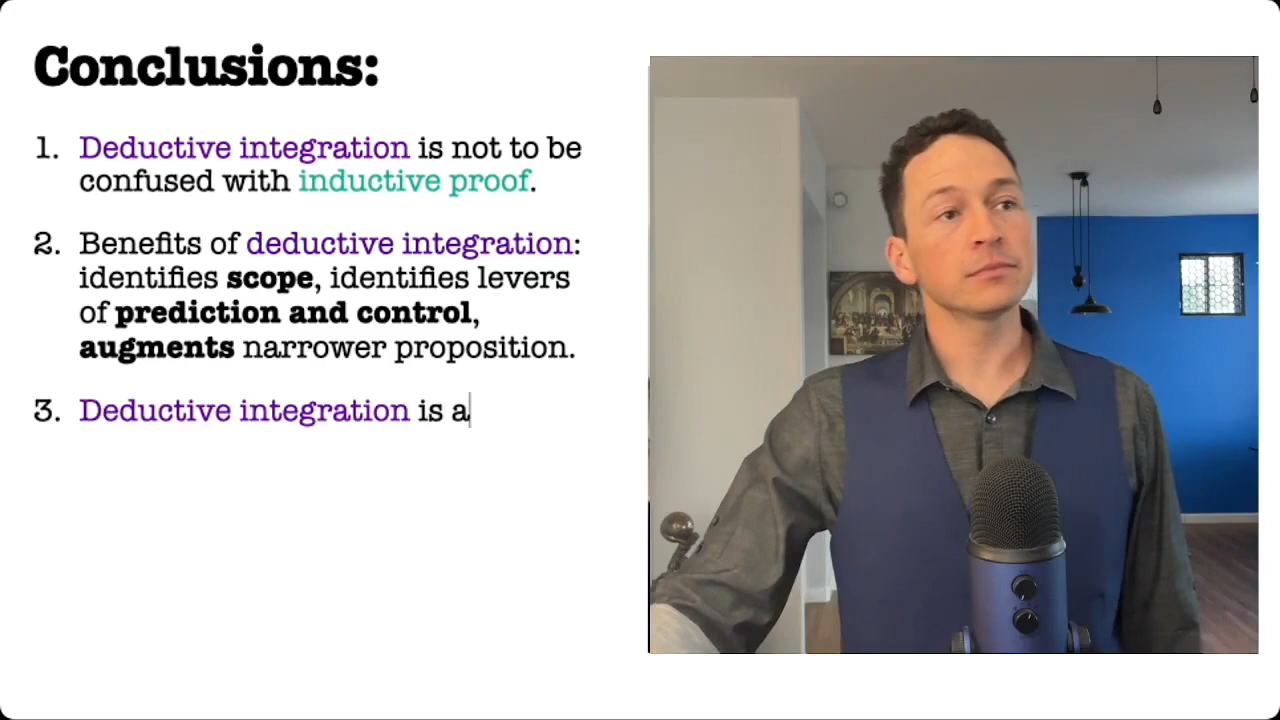 Conclusions:
1. Deductive integration is not to be
confused with inductive proof.
2. Benefits of deductive integration:
identifies scope, identifies levers
of prediction and control,
augments narrower proposition.
3. Deductive integration is a